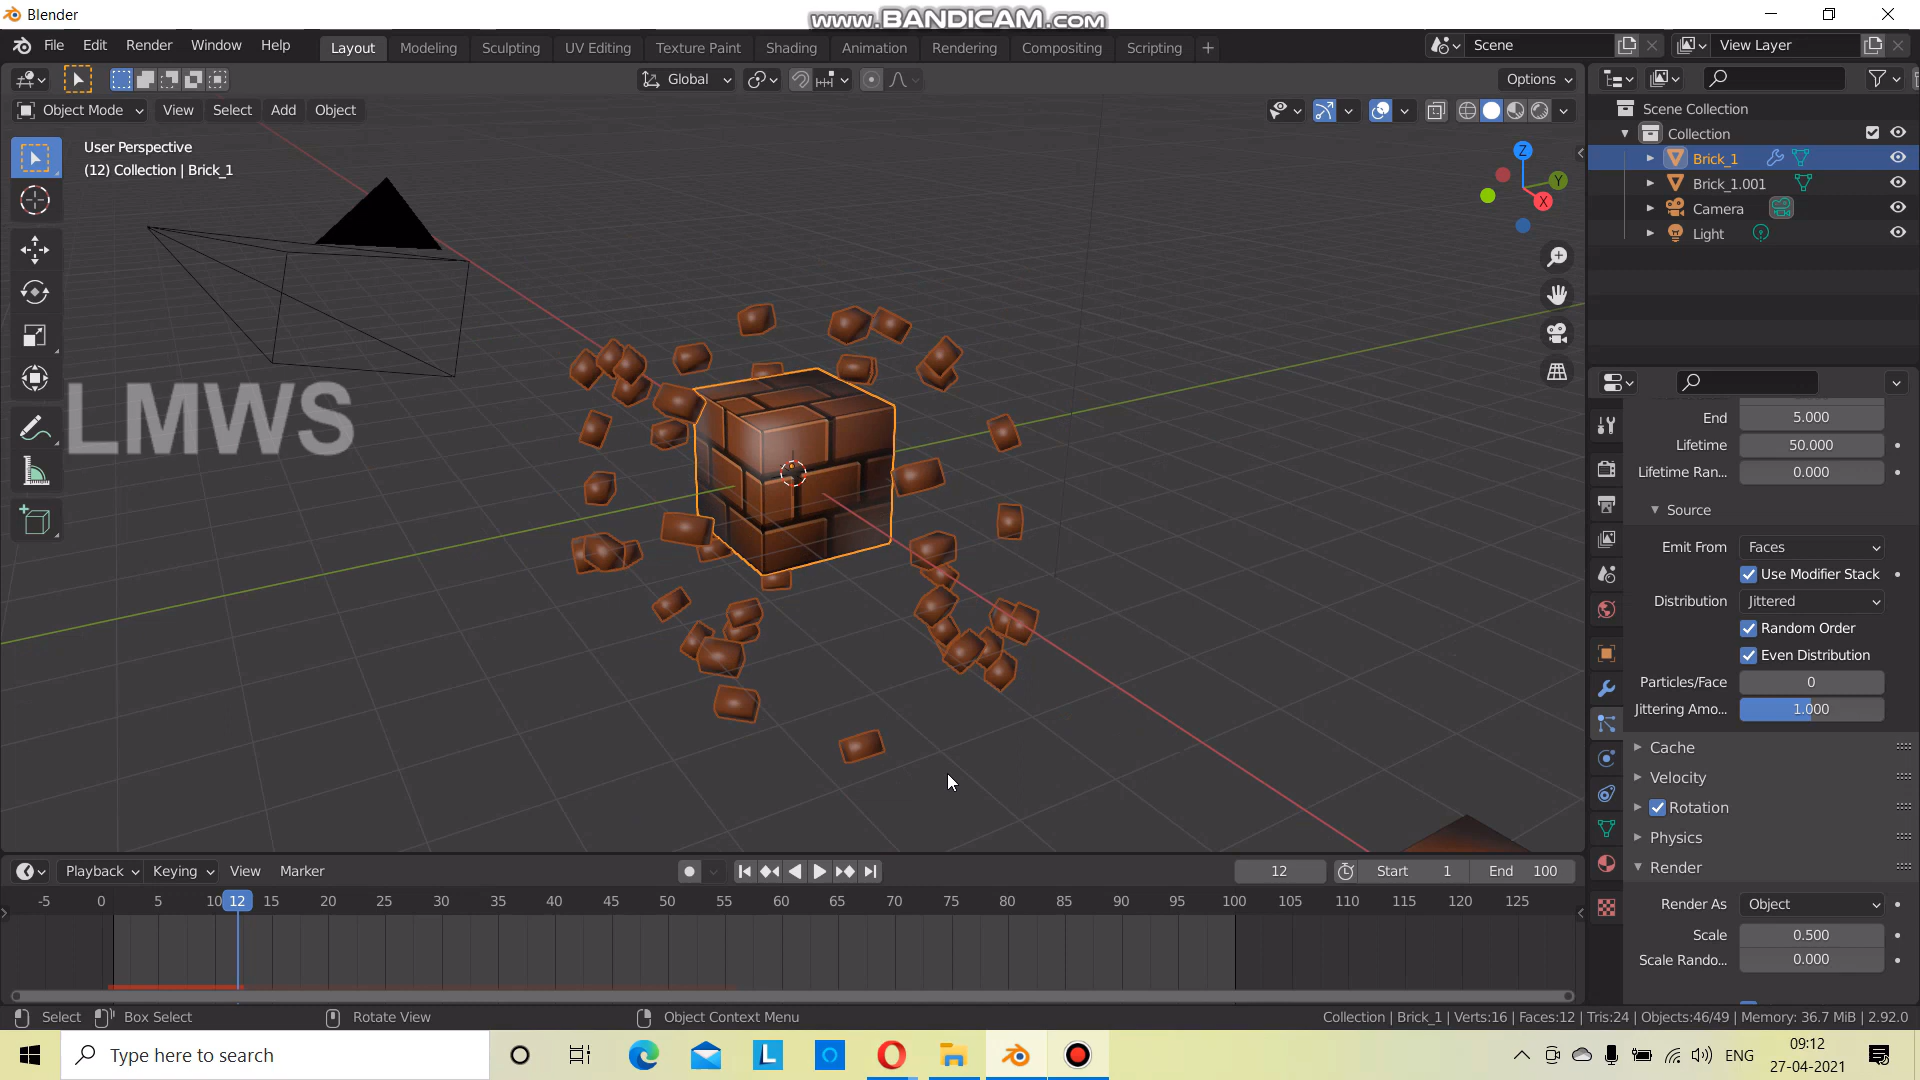 Blender
www.BANDICAM.com
File Edit Render Window Help
Layout Modeling Sculpting UV Editing Texture Paint Shading Animation Rendering Compositing Scripting +
Scene
View Layer
Global
Options
Object Mode View Select Add Object
User Perspective
(12) Collection | Brick_1
Z
Y
X
LMWS
Scene Collection
Collection
Brick_1
Brick_1.001
Camera
Light
End 5.000
Lifetime 50.000
Lifetime Ran... 0.000
Source
Emit From Faces
Use Modifier Stack
Distribution Jittered
Random Order
Even Distribution
Particles/Face 0
Jittering Amo... 1.000
Cache
Velocity
Rotation
Physics
Render
Render As Object
Scale 0.500
Scale Rando... 0.000
Playback Keying View Marker
12 Start 1 End 100
-5 0 5 10 12 15 20 25 30 35 40 45 50 55 60 65 70 75 80 85 90 95 100 105 110 115 120 125
Select Box Select Rotate View Object Context Menu
Collection | Brick_1 | Verts:16 | Faces:12 | Tris:24 | Objects:46/49 | Memory: 36.7 MiB | 2.92.0
Type here to search
L
ENG
09:12
27-04-2021